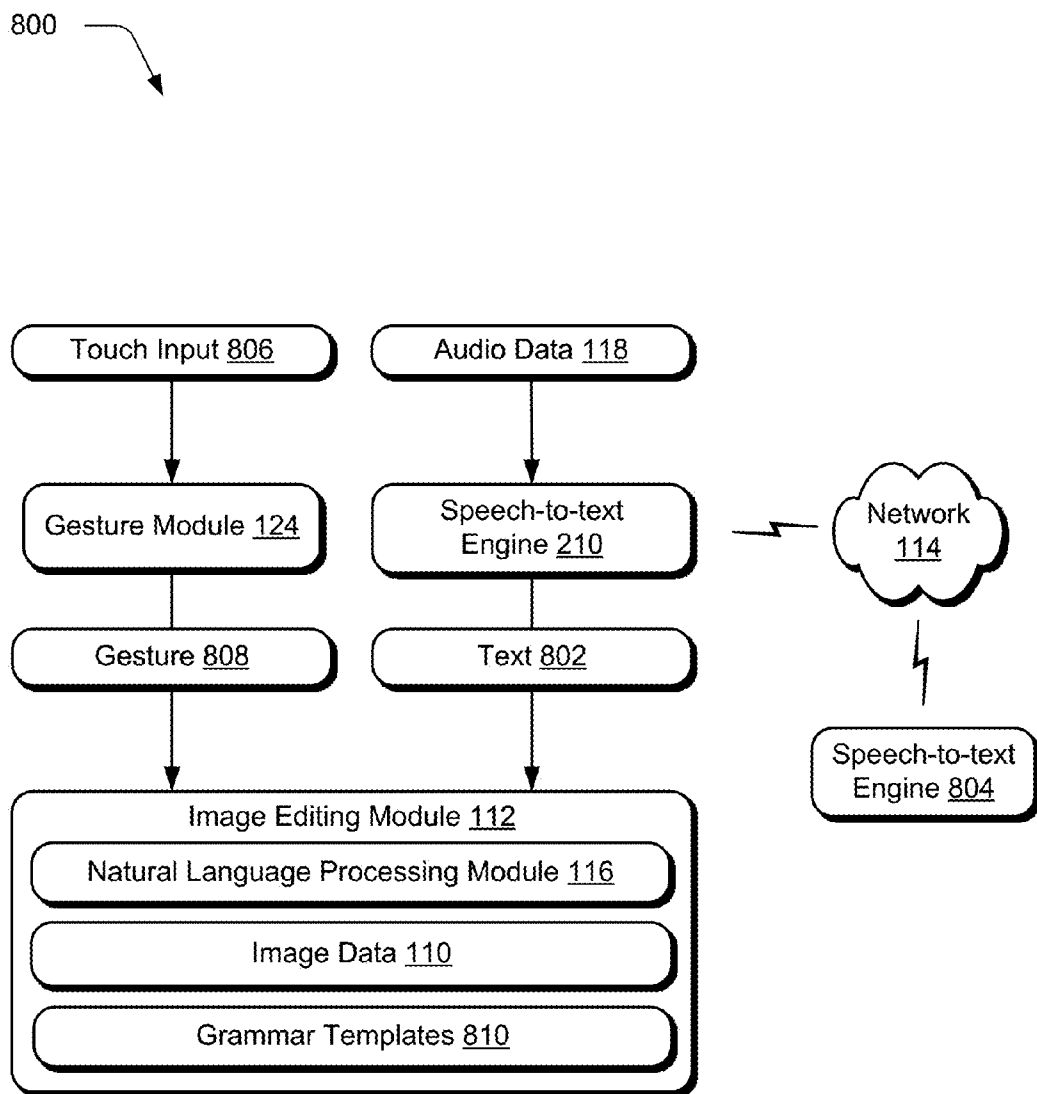 800
Touch Input 806
Audio Data 118
Gesture Module 124
Speech-to-text
Engine 210
Network
114
Gesture 808
Text 802
Speech-to-text
Engine 804
Image Editing Module 112
Natural Language Processing Module 116
Image Data 110
Grammar Templates 810